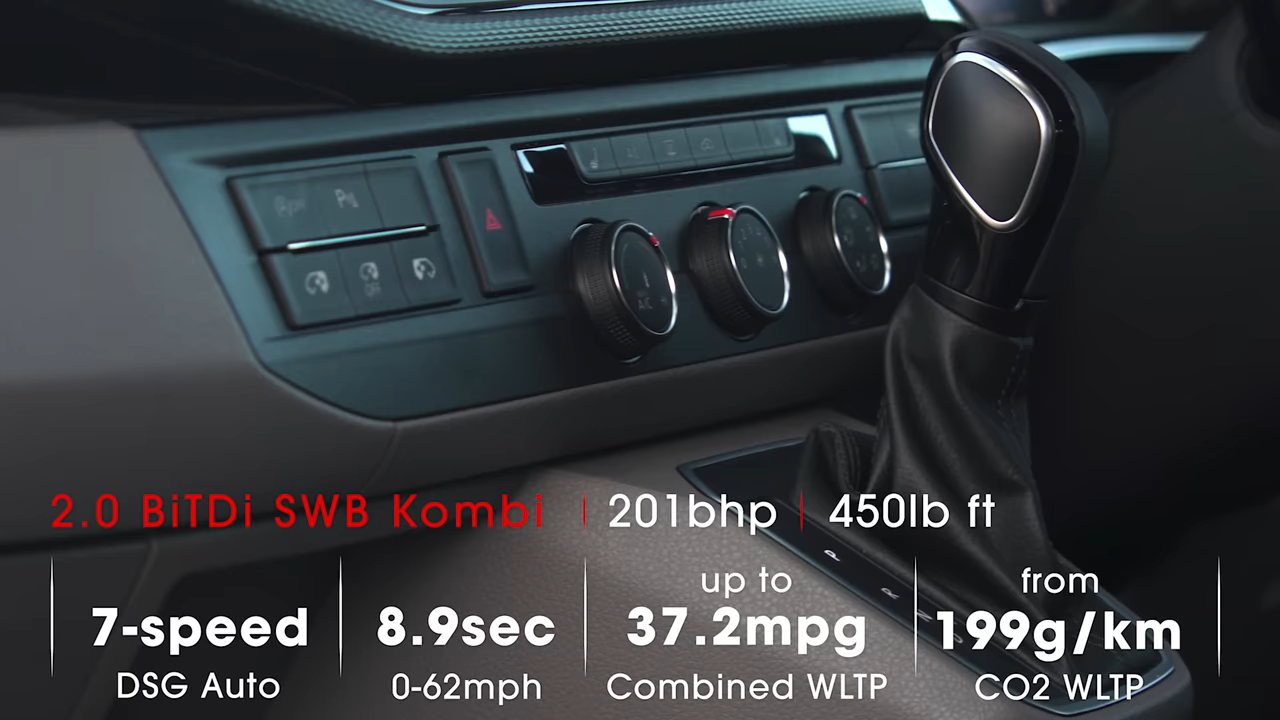 P
2.0 BiTDi SWB Kombi | 201bhp | 450lb ft
P
R
7-speed
DSG Auto
8.9sec
0-62mph
up to
37.2mpg
Combined WLTP
from
199g/km
CO2 WLTP